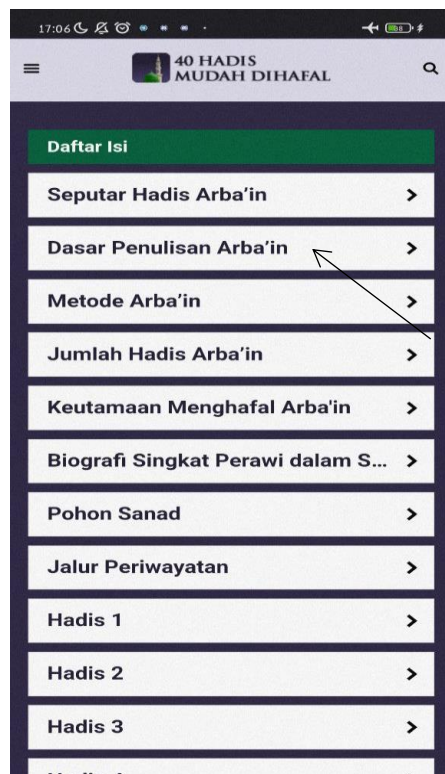 17:06
8
40 HADIS
MUDAH DIHAFAL
Daftar Isi
Seputar Hadis Arba’in
Dasar Penulisan Arba’in
Metode Arba’in
Jumlah Hadis Arba’in
Keutamaan Menghafal Arba'in
Biografi Singkat Perawi dalam S...
Pohon Sanad
Jalur Periwayatan
Hadis 1
Hadis 2
Hadis 3